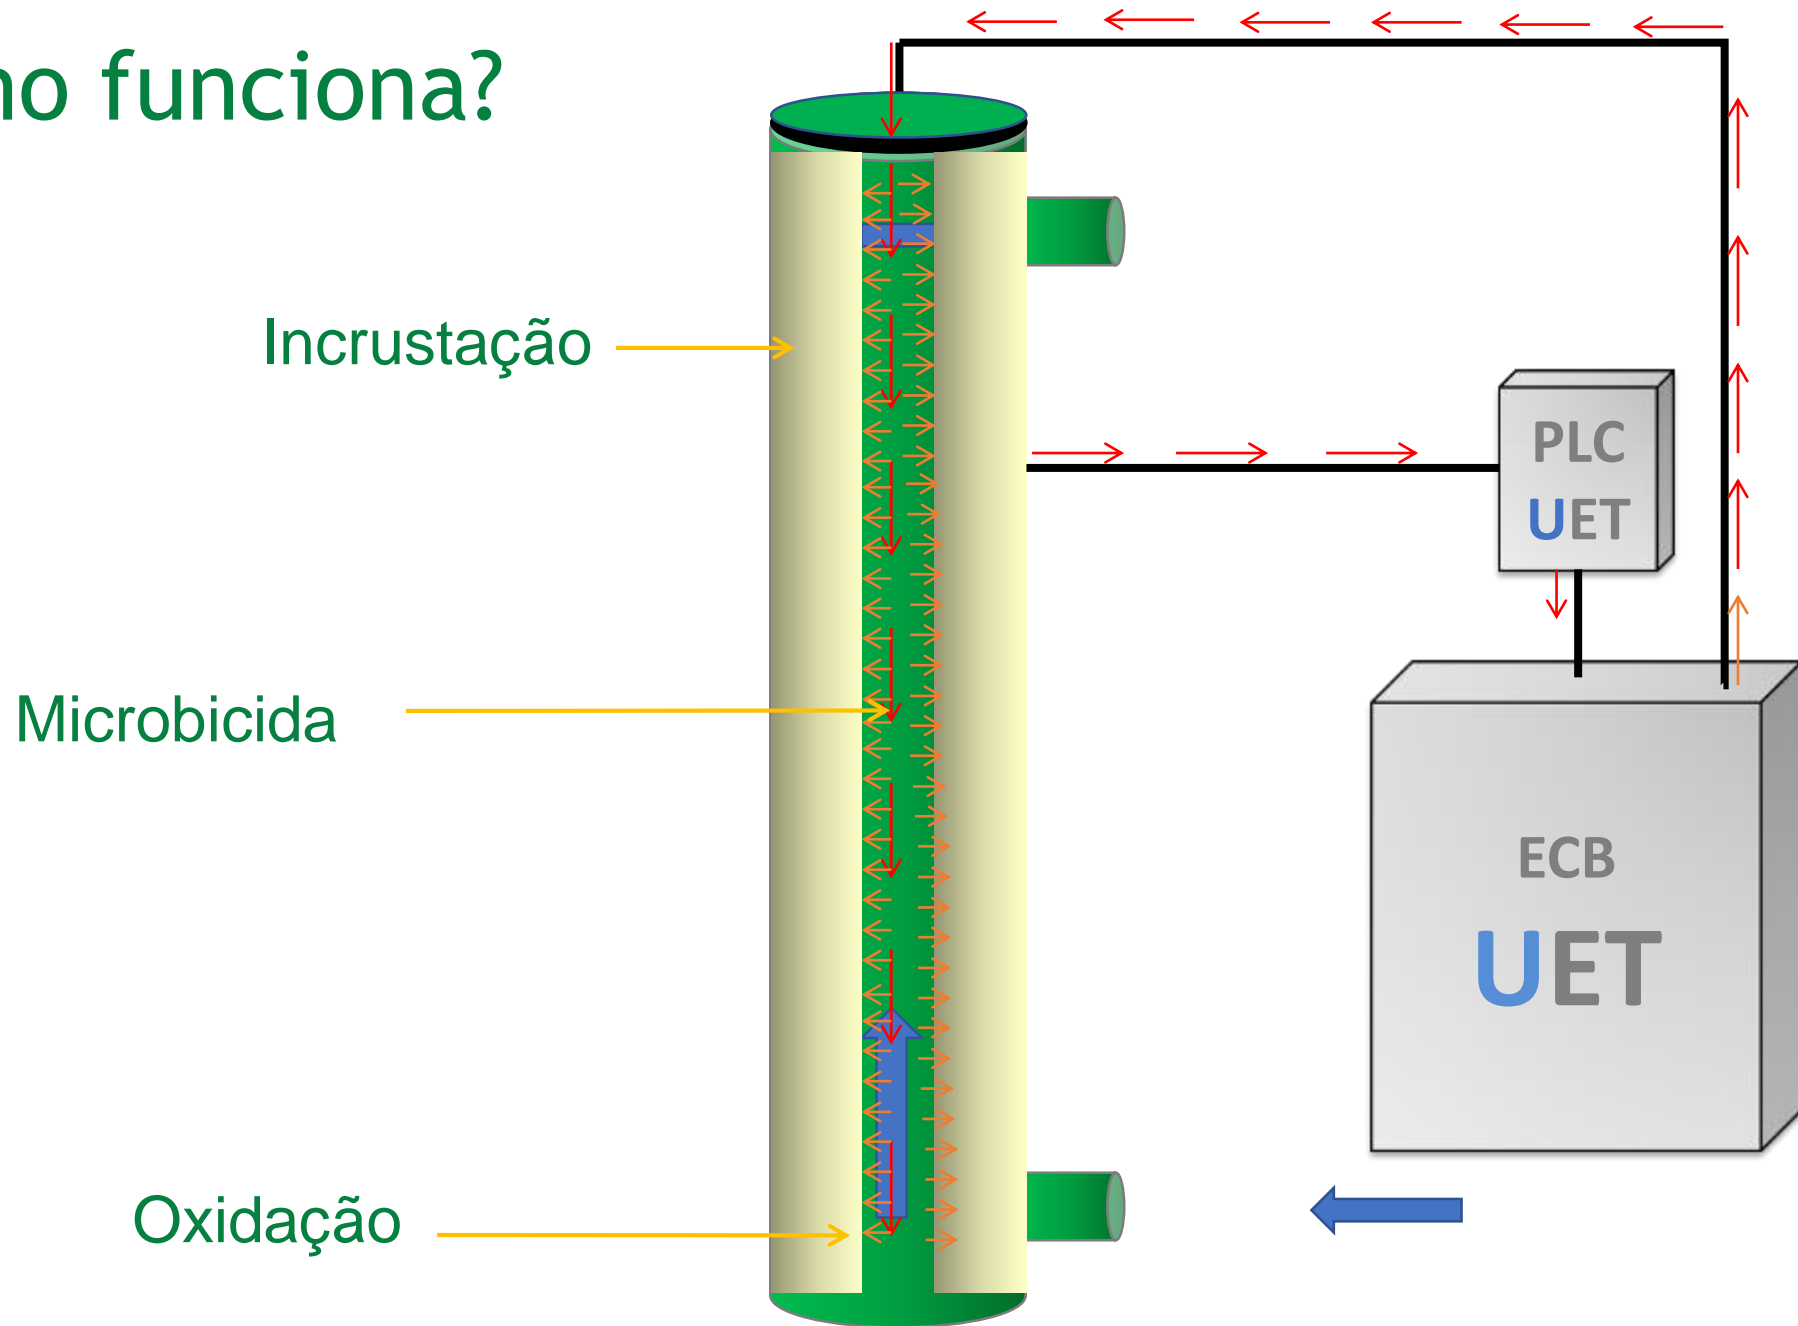 no funciona?
Incrustação
PLC
UET
Microbicida
ECB
UET
Oxidação